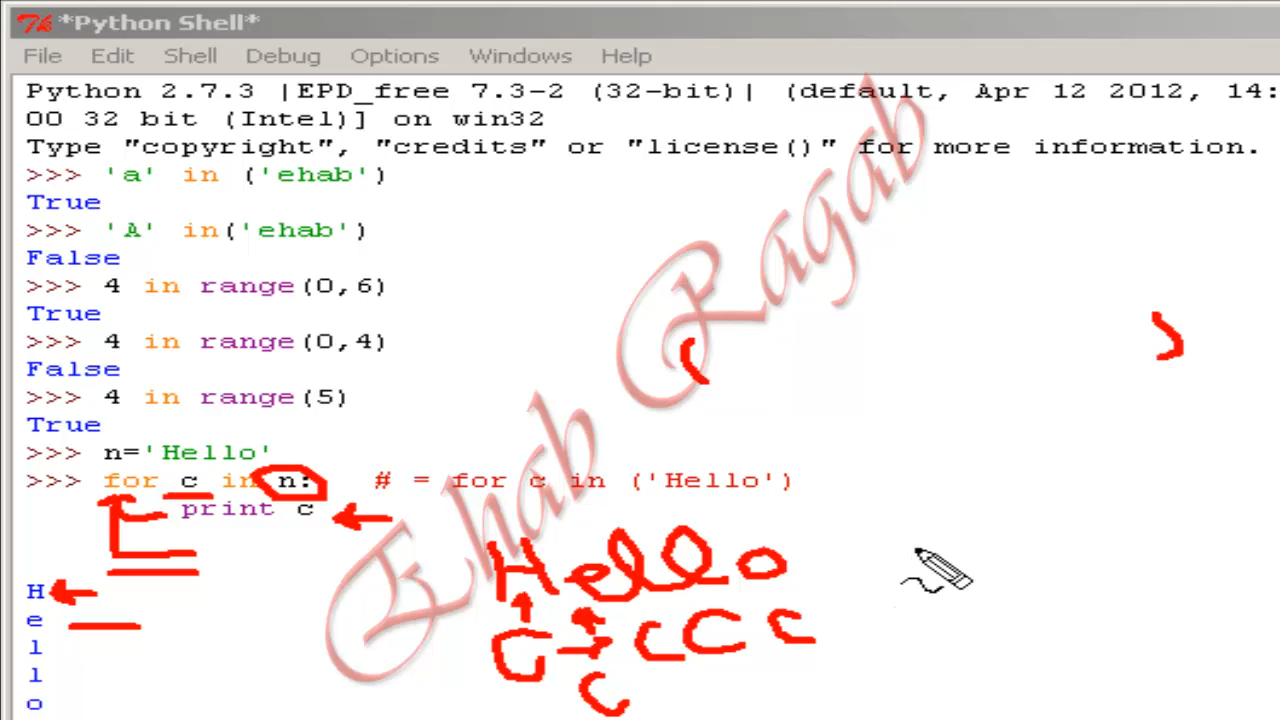 *Python Shell*
File Edit Shell Debug Options Windows Help
Python 2.7.3 |EPD_free 7.3-2 (32-bit)| (default, Apr 12 2012, 14:
00 32 bit (Intel)] on win32
Type "copyright", "credits" or "license()" for more information.
>>> 'a' in ('ehab')
True
>>> 'A' in('ehab')
False
>>> 4 in range(0,6)
True
>>> 4 in range(0,4)
False
>>> 4 in range(5)
True
>>> n='Hello'
>>> for c in n: # = for c in ('Hello')
print c
H
e
l
l
o
Hello
C c C c
c
Ehab Ragab